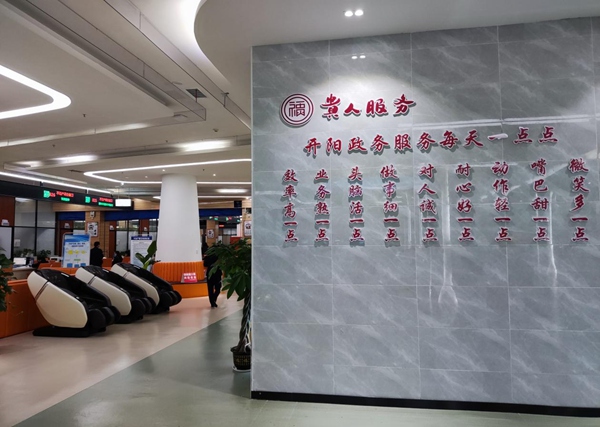 福
貴人服务
开阳政务服务每天一点点
微笑多一点
嘴巴甜一点
动作轻一点
耐心好一点
对人诚一点
做事细一点
头脑活一点
业务熟一点
效率高一点